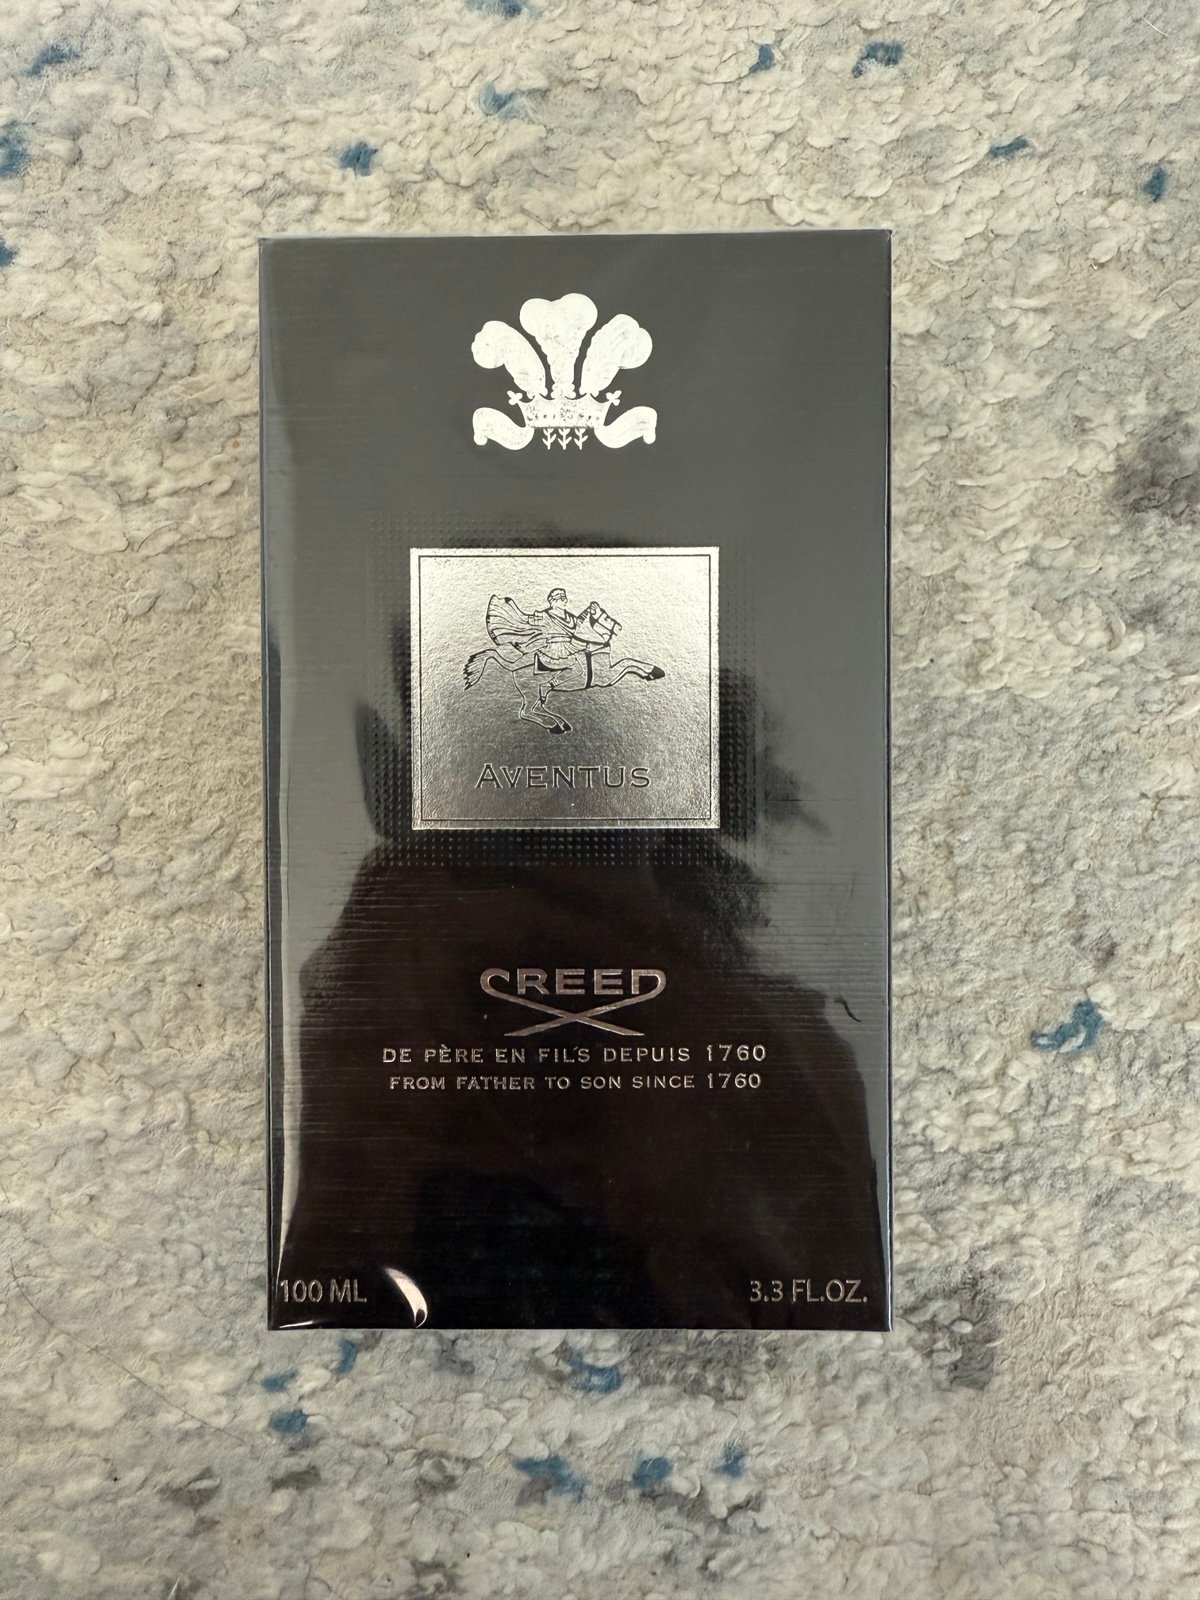 AVENTUS
CREED
DE PÈRE EN FILS DEPUIS 1760
FROM FATHER TO SON SINCE 1760
100 ML 3.3 FL.OZ.